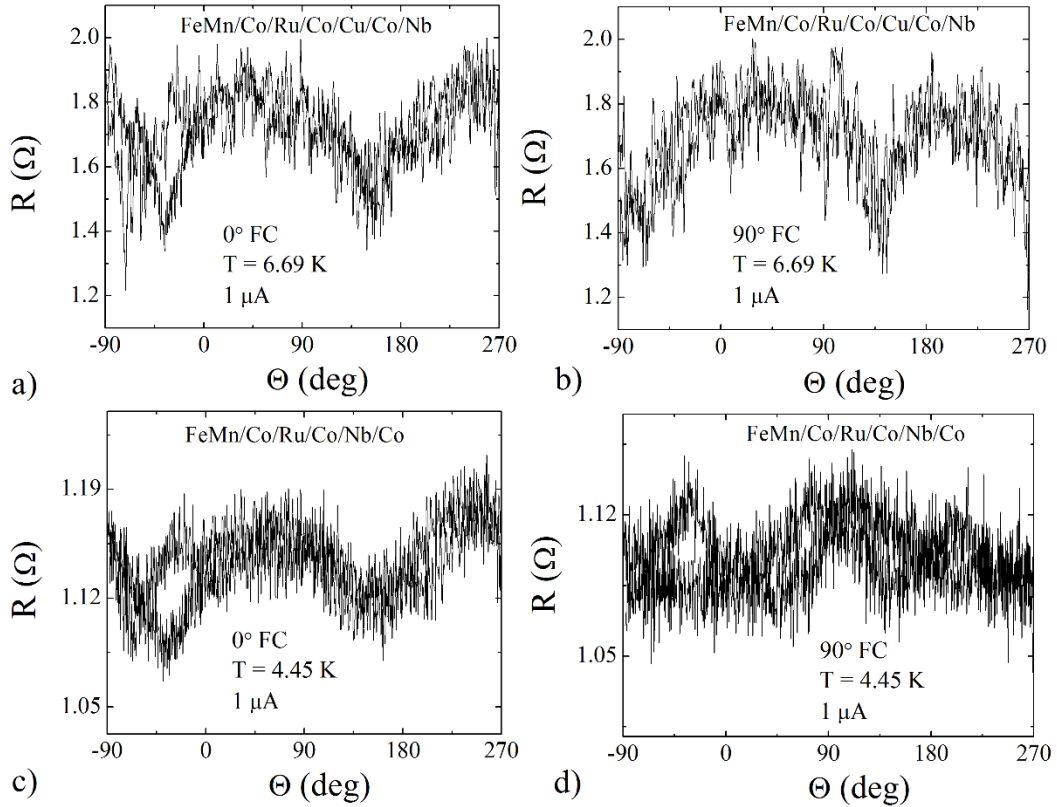 FeMn/Co/Ru/Co/Cu/Co/Nb
2.0
1.8
1.6
1.4
1.2
R (Ω)
0° FC
T = 6.69 K
1 μA
-90 0 90 180 270
Θ (deg)
a)
FeMn/Co/Ru/Co/Cu/Co/Nb
2.0
1.8
1.6
1.4
1.2
R (Ω)
90° FC
T = 6.69 K
1 μA
-90 0 90 180 270
Θ (deg)
b)
FeMn/Co/Ru/Co/Nb/Co
1.19
1.12
1.05
R (Ω)
0° FC
T = 4.45 K
1 μA
-90 0 90 180 270
Θ (deg)
c)
FeMn/Co/Ru/Co/Nb/Co
1.12
1.05
R (Ω)
90° FC
T = 4.45 K
1 μA
-90 0 90 180 270
Θ (deg)
d)